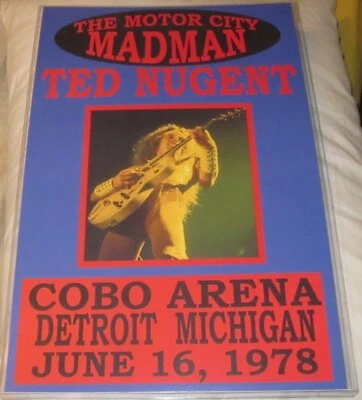 THE MOTOR CITY
MADMAN
TED NUGENT
COBO ARENA
DETROIT MICHIGAN
JUNE 16, 1978